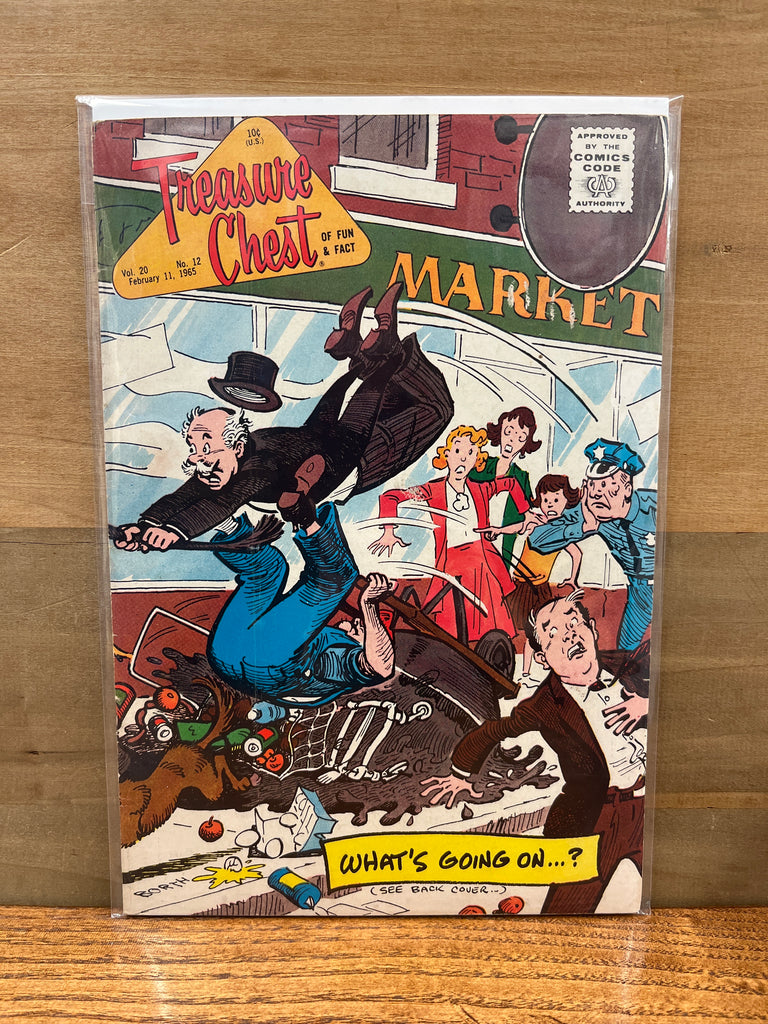 10¢
(U.S.)
Treasure
Chest®
OF FUN
& FACT
Vol. 20 No. 12
February 11, 1965
APPROVED
BY THE
COMICS
CODE
CA
AUTHORITY
MARKET
WHAT'S GOING ON...?
(SEE BACK COVER...)
BORTH